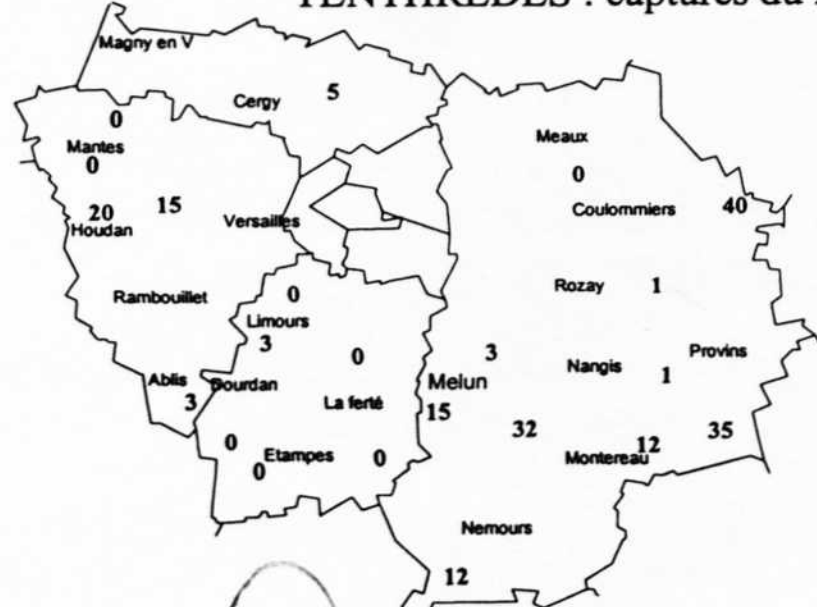 TENTHREDES : captures du
Magny en V
Cergy 5
0
Mantes
0
Meaux
0
20 15
Houdan
Versailles
Coulommiers 40
Rambouillet
0
Limours
3
Rozay 1
0
3
Nangis
1
Provins
Ablis
3
Dourdan
La ferté
Melun
15
32
12
35
0
Etampes
0
0
Montereau
Nemours
12